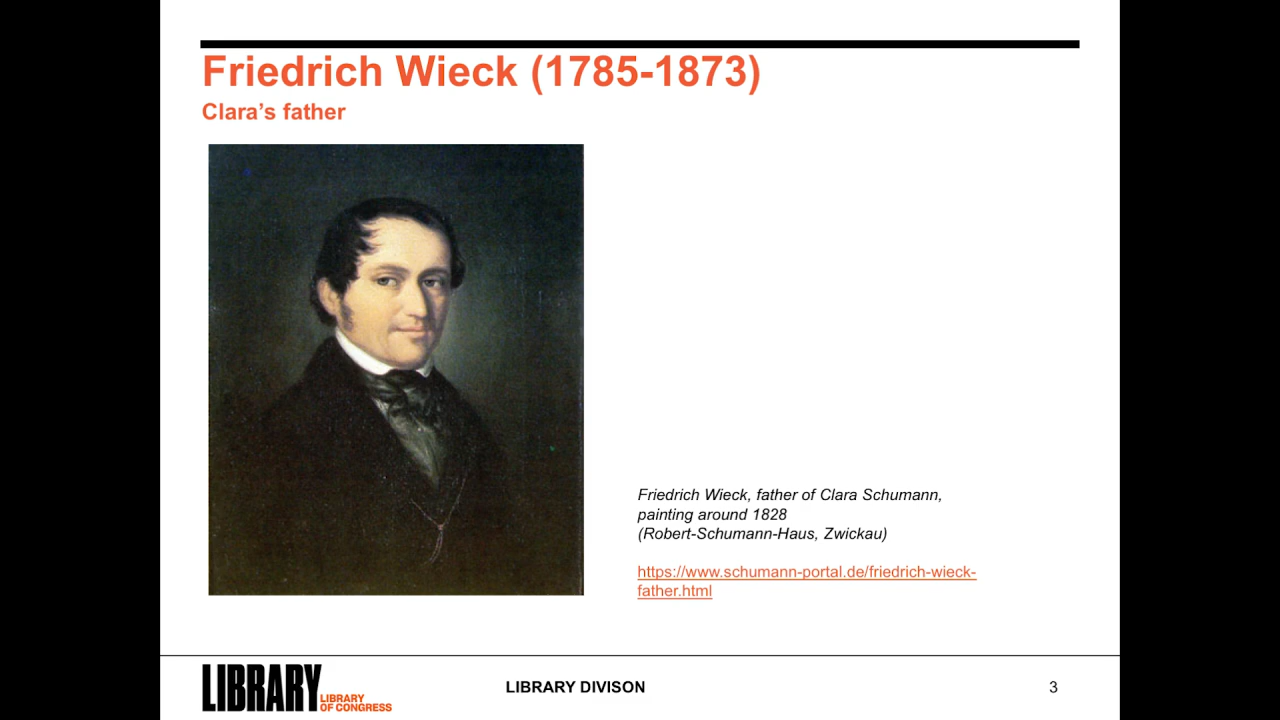 Friedrich Wieck (1785-1873)
Clara’s father
Friedrich Wieck, father of Clara Schumann,
painting around 1828
(Robert-Schumann-Haus, Zwickau)
https://www.schumann-portal.de/friedrich-wieck-
father.html
LIBRARY
LIBRARY
OF CONGRESS
LIBRARY DIVISON
3